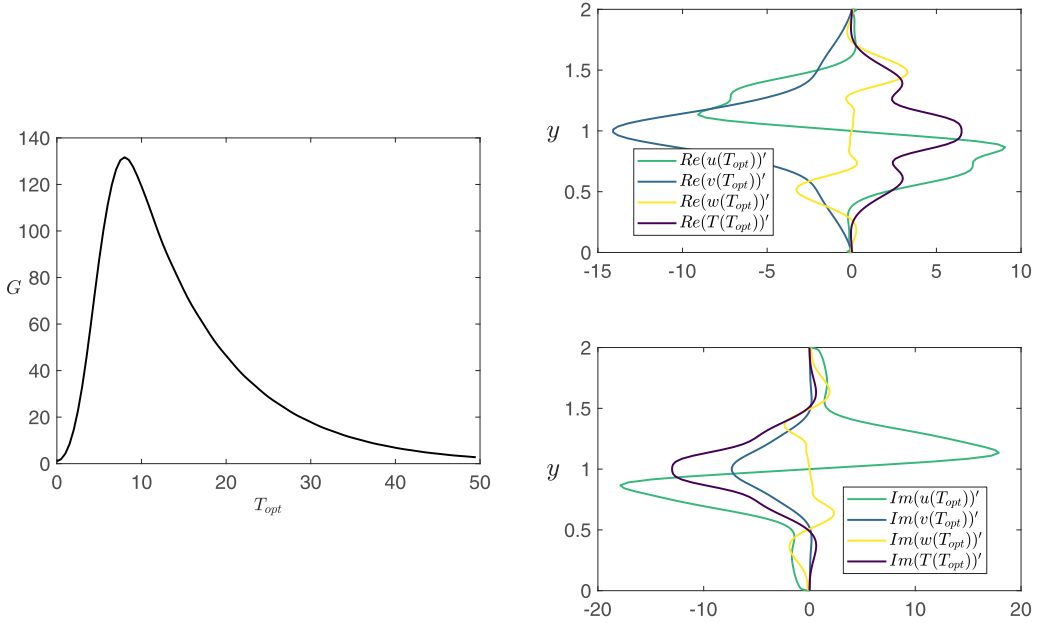 140
120
100
80
60
40
20
0
G
0 10 20 30 40 50
T_opt
2
1.5
1
0.5
0
y
-15 -10 -5 0 5 10
Re(u(T_opt))′
Re(v(T_opt))′
Re(w(T_opt))′
Re(T(T_opt))′
2
1.5
1
0.5
0
y
-20 -10 0 10 20
Im(u(T_opt))′
Im(v(T_opt))′
Im(w(T_opt))′
Im(T(T_opt))′